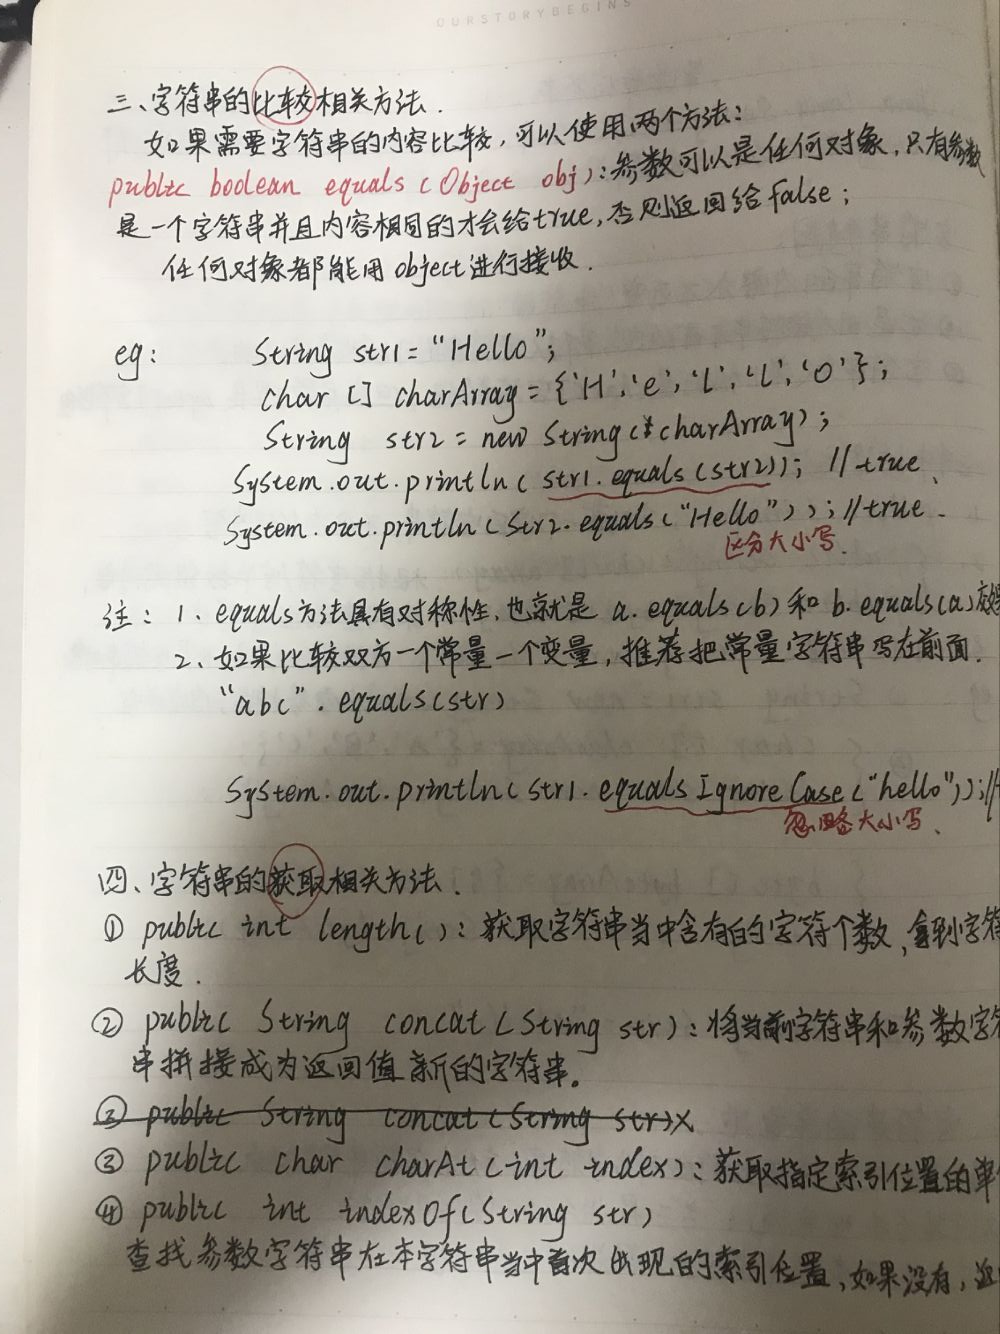 OURSTORYBEGINS
三、字符串的比较相关方法.
如果需要字符串的内容比较，可以使用两个方法：
public boolean equals (Object obj)：参数可以是任何对象，只有参数
是一个字符串并且内容相同的才会给true，否则返回给false；
任何对象都能用object进行接收.
eg: String str1 = "Hello";
char [] charArray = {'H','e','l','l','o'};
String str2 = new String (charArray);
System.out.println( str1.equals(str2)); // true、
System.out.println(str2.equals("Hello")); //true.
区分大小写.
注：1、equals方法具有对称性，也就是 a.equals(b) 和 b.equals(a)
2、如果比较双方一个常量一个变量，推荐把常量字符串写在前面.
"abc".equals(str)
System.out.println( str1.equals Ignore Case("hello"));//
忽略大小写、
四、字符串的获取相关方法.
① public int length()：获取字符串当中含有的字符个数，拿到字符
长度.
② public String concat (String str)：将当前字符串和参数字符
串拼接成为返回值新的字符串。
② public String concat (String str)
③ public char charAt (int index)：获取指定索引位置的单
④ public int indexOf(String str)
查找参数字符串在本字符串当中首次出现的索引位置，如果没有，返